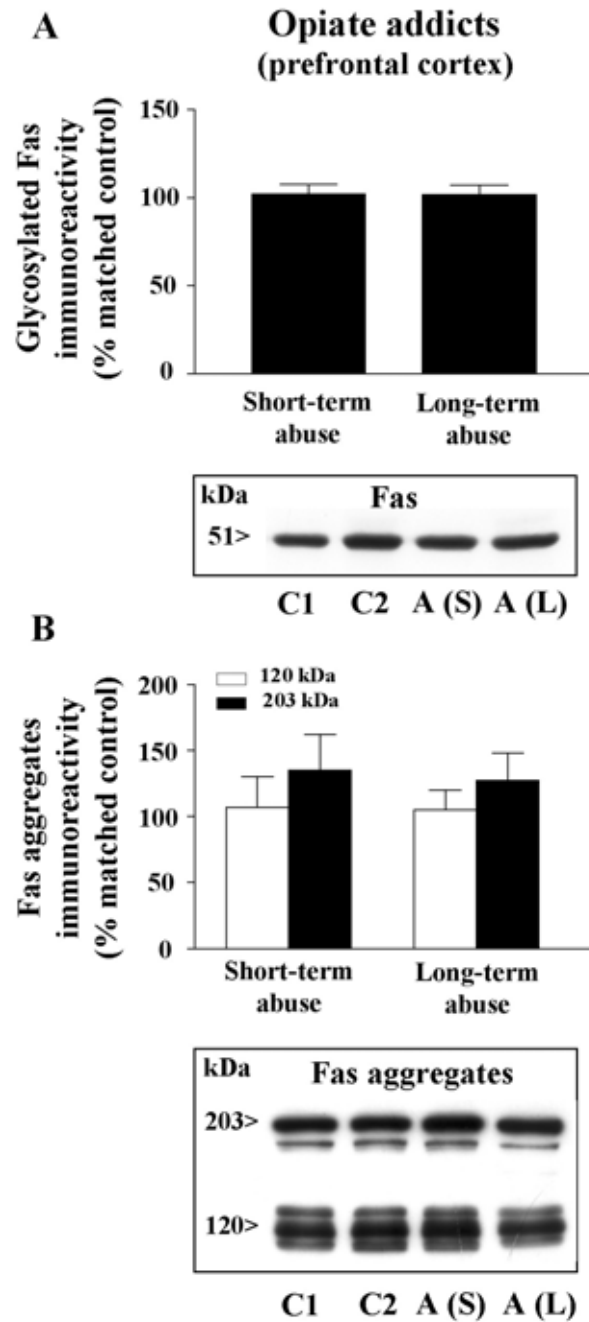 A
Opiate addicts
(prefrontal cortex)
Glycosylated Fas
immunoreactivity
(% matched control)
150
100
50
0
Short-term
abuse
Long-term
abuse
kDa
Fas
51>
C1 C2 A (S) A (L)
B
Fas aggregates
immunoreactivity
(% matched control)
120 kDa
203 kDa
200
150
100
50
0
Short-term
abuse
Long-term
abuse
kDa
Fas aggregates
203>
120>
C1 C2 A (S) A (L)